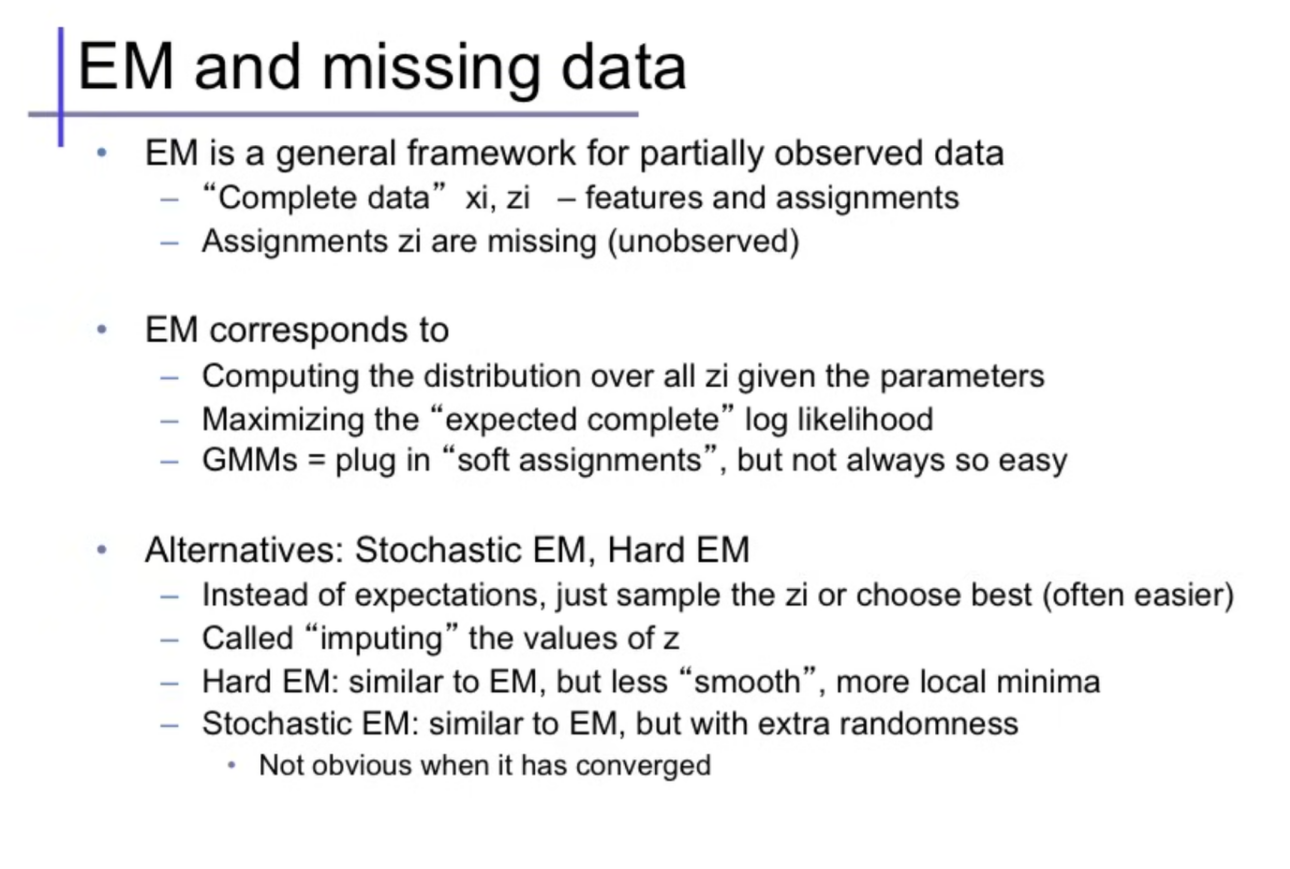 EM and missing data
• EM is a general framework for partially observed data
– “Complete data” xi, zi – features and assignments
– Assignments zi are missing (unobserved)
• EM corresponds to
– Computing the distribution over all zi given the parameters
– Maximizing the “expected complete” log likelihood
– GMMs = plug in “soft assignments”, but not always so easy
• Alternatives: Stochastic EM, Hard EM
– Instead of expectations, just sample the zi or choose best (often easier)
– Called “imputing” the values of z
– Hard EM: similar to EM, but less “smooth”, more local minima
– Stochastic EM: similar to EM, but with extra randomness
• Not obvious when it has converged